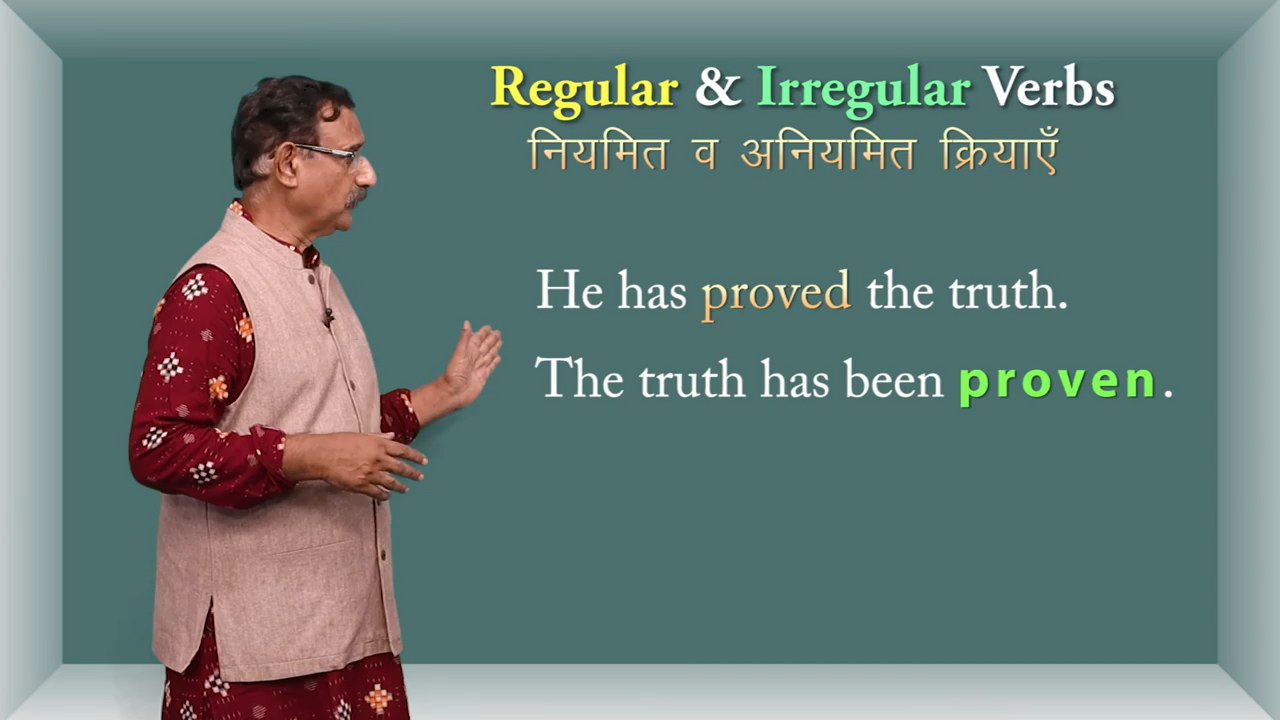 Regular & Irregular Verbs
नियमित व अनियमित क्रियाएँ
He has proved the truth.
The truth has been proven.